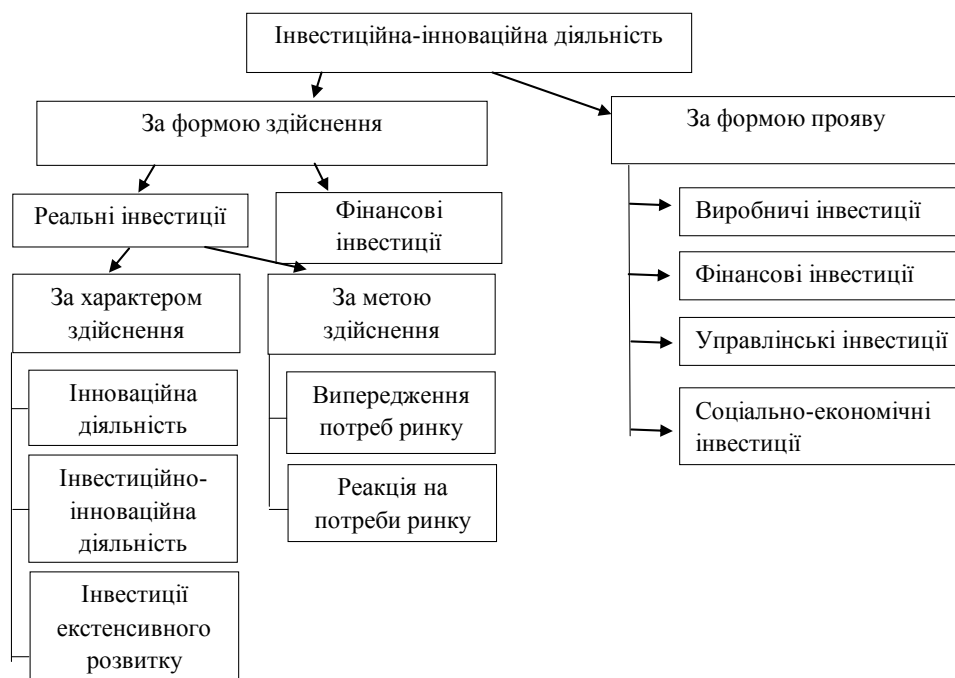 Інвестиційна-інноваційна діяльність
За формою здійснення
За формою прояву
Реальні інвестиції
Фінансові
інвестиції
Виробничі інвестиції
Фінансові інвестиції
Управлінські інвестиції
Соціально-економічні
інвестиції
За характером
здійснення
За метою
здійснення
Інноваційна
діяльність
Інвестиційно-
інноваційна
діяльність
Інвестиції
екстенсивного
розвитку
Випередження
потреб ринку
Реакція на
потреби ринку